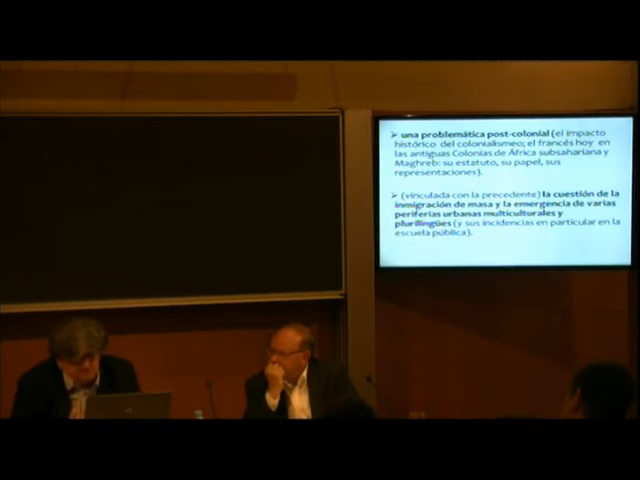 ➢ una problemática post-colonial (el impacto
histórico del colonialismeo; el francés hoy en
las antiguas Colonias de África subsahariana y
Maghreb: su estatuto, su papel, sus
representaciones).
➢ (vinculada con la precedente) la cuestión de la
inmigración de masa y la emergencia de varias
periferias urbanas multiculturales y
plurilingües (y sus incidencias en particular en la
escuela pública).